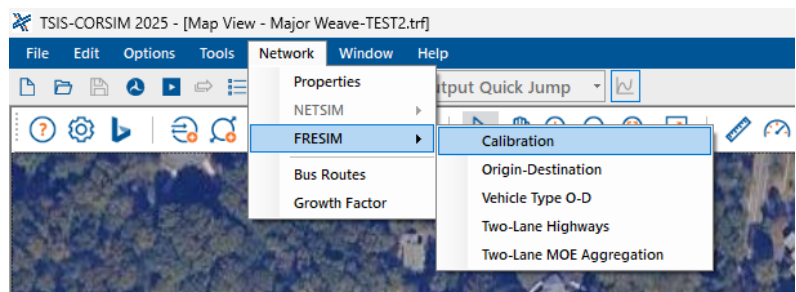 TSIS-CORSIM 2025 - [Map View - Major Weave-TEST2.trf]
File Edit Options Tools Network Window Help
Properties
Quick Jump
NETSIM
FRESIM
Calibration
Origin-Destination
Bus Routes
Vehicle Type O-D
Growth Factor
Two-Lane Highways
Two-Lane MOE Aggregation